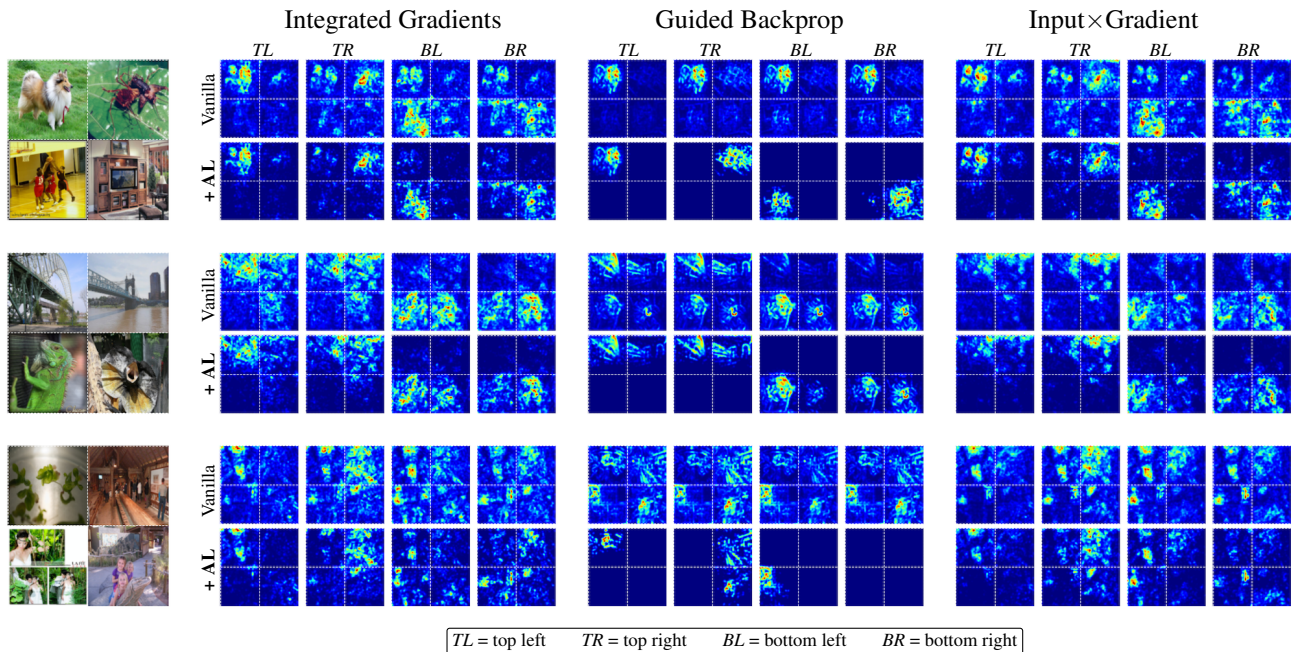 Integrated Gradients Guided Backprop Input×Gradient
TL TR BL BR TL TR BL BR TL TR BL BR
Vanilla
+ AL
Vanilla
+ AL
Vanilla
+ AL
TL = top left TR = top right BL = bottom left BR = bottom right